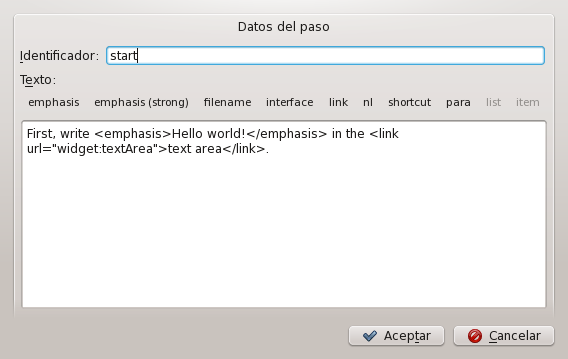 Datos del paso
Identificador: start
Texto:
emphasis emphasis (strong) filename interface link nl shortcut para list item
First, write <emphasis>Hello world!</emphasis> in the <link
url="widget:textArea">text area</link>.
Aceptar Cancelar